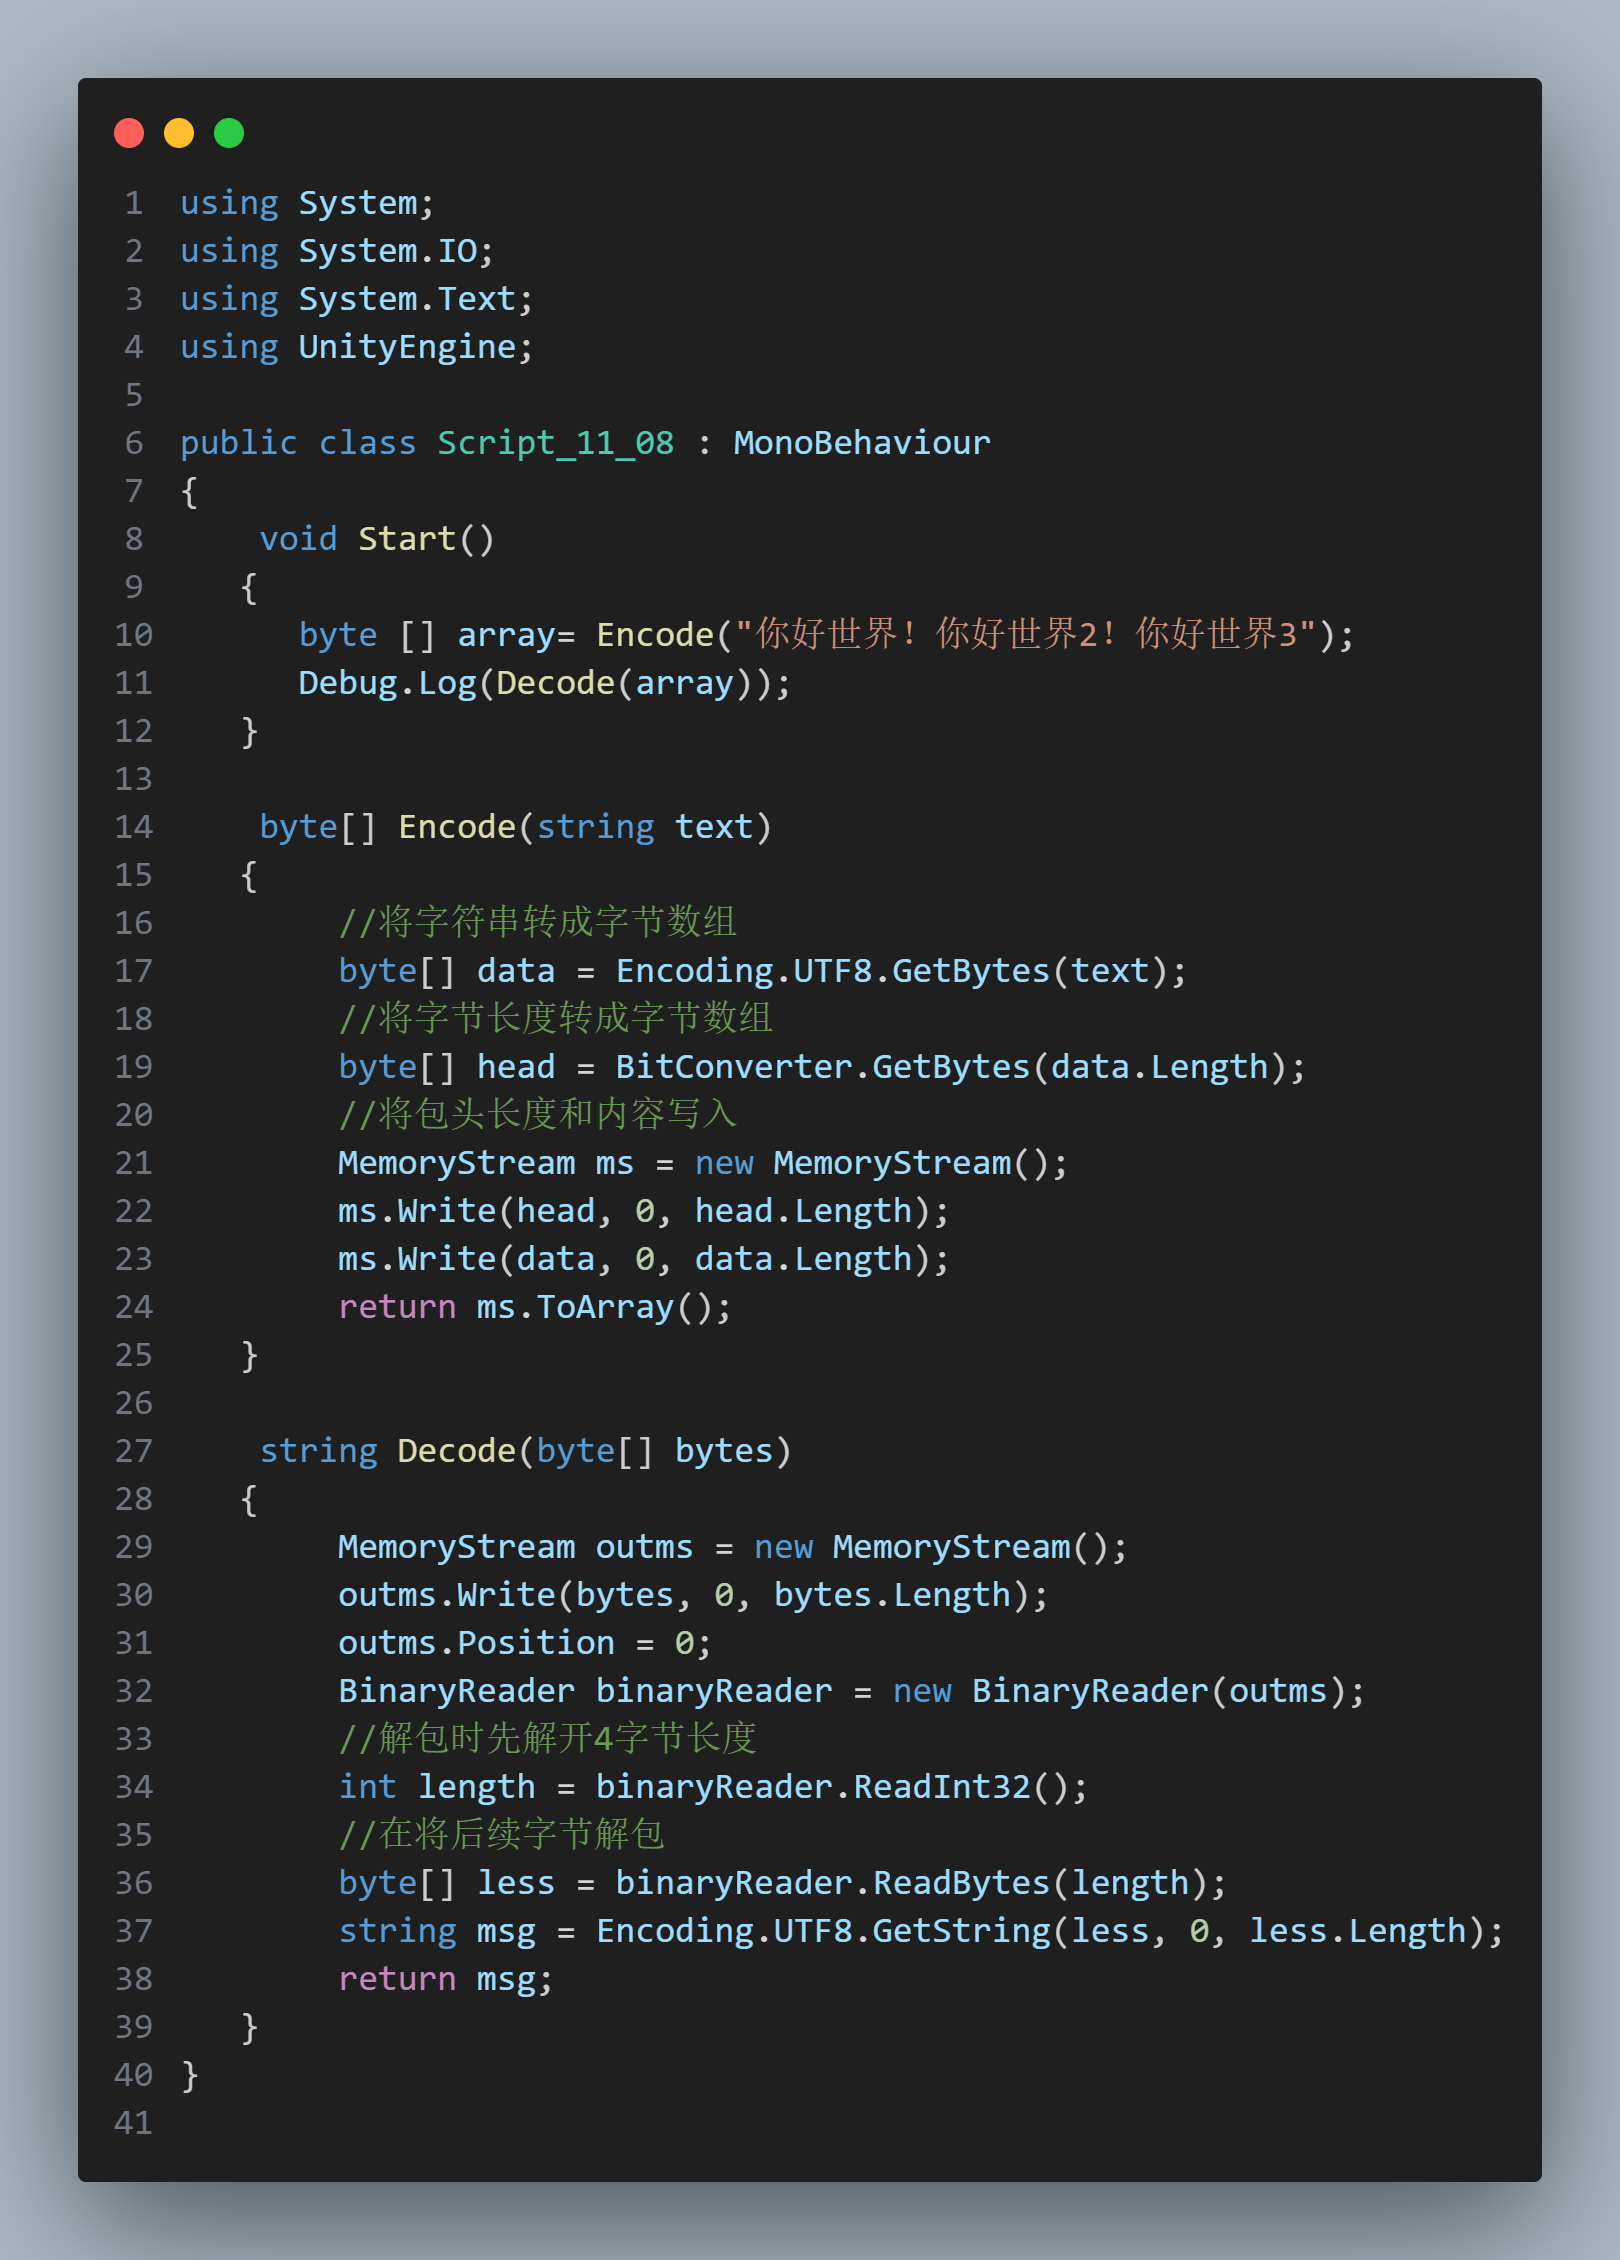 1 using System;
2 using System.IO;
3 using System.Text;
4 using UnityEngine;
5
6 public class Script_11_08 : MonoBehaviour
7 {
8     void Start()
9    {
10       byte [] array= Encode("你好世界！你好世界2！你好世界3");
11       Debug.Log(Decode(array));
12    }
13
14     byte[] Encode(string text)
15    {
16         //将字符串转成字节数组
17         byte[] data = Encoding.UTF8.GetBytes(text);
18         //将字节长度转成字节数组
19         byte[] head = BitConverter.GetBytes(data.Length);
20         //将包头长度和内容写入
21         MemoryStream ms = new MemoryStream();
22         ms.Write(head, 0, head.Length);
23         ms.Write(data, 0, data.Length);
24         return ms.ToArray();
25    }
26
27     string Decode(byte[] bytes)
28    {
29         MemoryStream outms = new MemoryStream();
30         outms.Write(bytes, 0, bytes.Length);
31         outms.Position = 0;
32         BinaryReader binaryReader = new BinaryReader(outms);
33         //解包时先解开4字节长度
34         int length = binaryReader.ReadInt32();
35         //在将后续字节解包
36         byte[] less = binaryReader.ReadBytes(length);
37         string msg = Encoding.UTF8.GetString(less, 0, less.Length);
38         return msg;
39    }
40 }
41